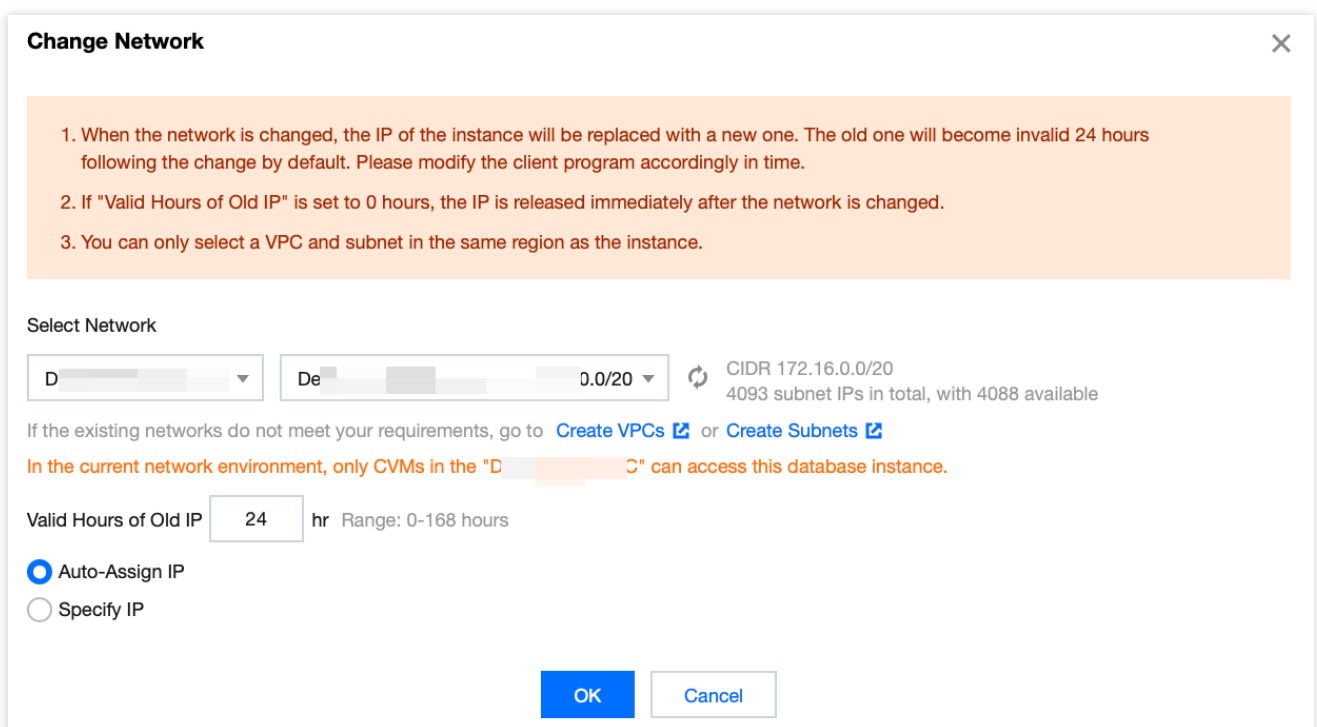 Change Network
1. When the network is changed, the IP of the instance will be replaced with a new one. The old one will become invalid 24 hours
following the change by default. Please modify the client program accordingly in time.
2. If "Valid Hours of Old IP" is set to 0 hours, the IP is released immediately after the network is changed.
3. You can only select a VPC and subnet in the same region as the instance.
Select Network
D De 0.0/20 CIDR 172.16.0.0/20
4093 subnet IPs in total, with 4088 available
If the existing networks do not meet your requirements, go to Create VPCs or Create Subnets
In the current network environment, only CVMs in the "D C" can access this database instance.
Valid Hours of Old IP 24 hr Range: 0-168 hours
Auto-Assign IP
Specify IP
OK Cancel